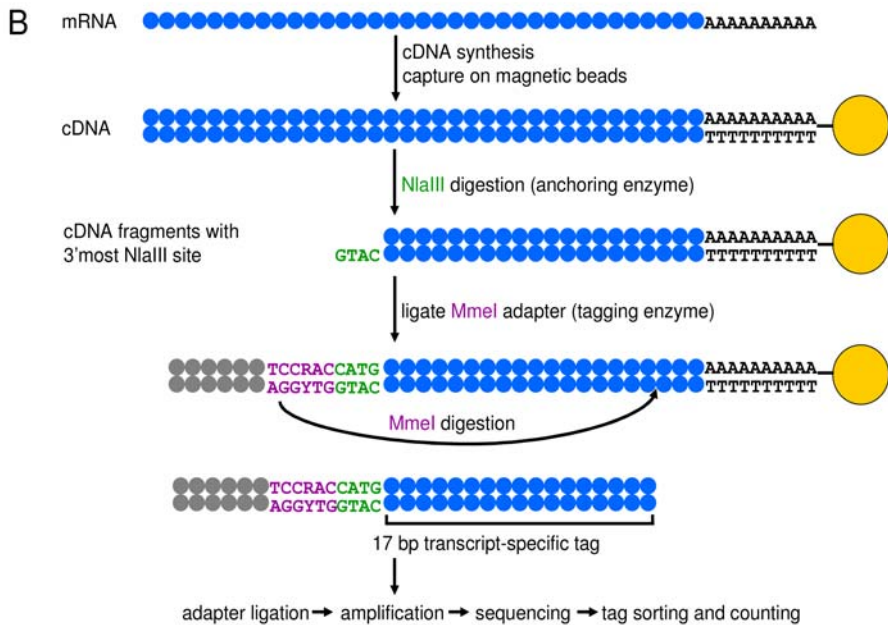 B
mRNA AAAAAAAAAA
cDNA synthesis
capture on magnetic beads
cDNA AAAAAAAAAA
TTTTTTTTTT
NlaIII digestion (anchoring enzyme)
cDNA fragments with
3'most NlaIII site
AAAAAAAAAA
GTAC TTTTTTTTTT
ligate MmeI adapter (tagging enzyme)
TCCRACCATG AAAAAAAAAA
AGGYTGGTAC TTTTTTTTTT
MmeI digestion
TCCRACCATG
AGGYTGGTAC
17 bp transcript-specific tag
adapter ligation amplification sequencing tag sorting and counting